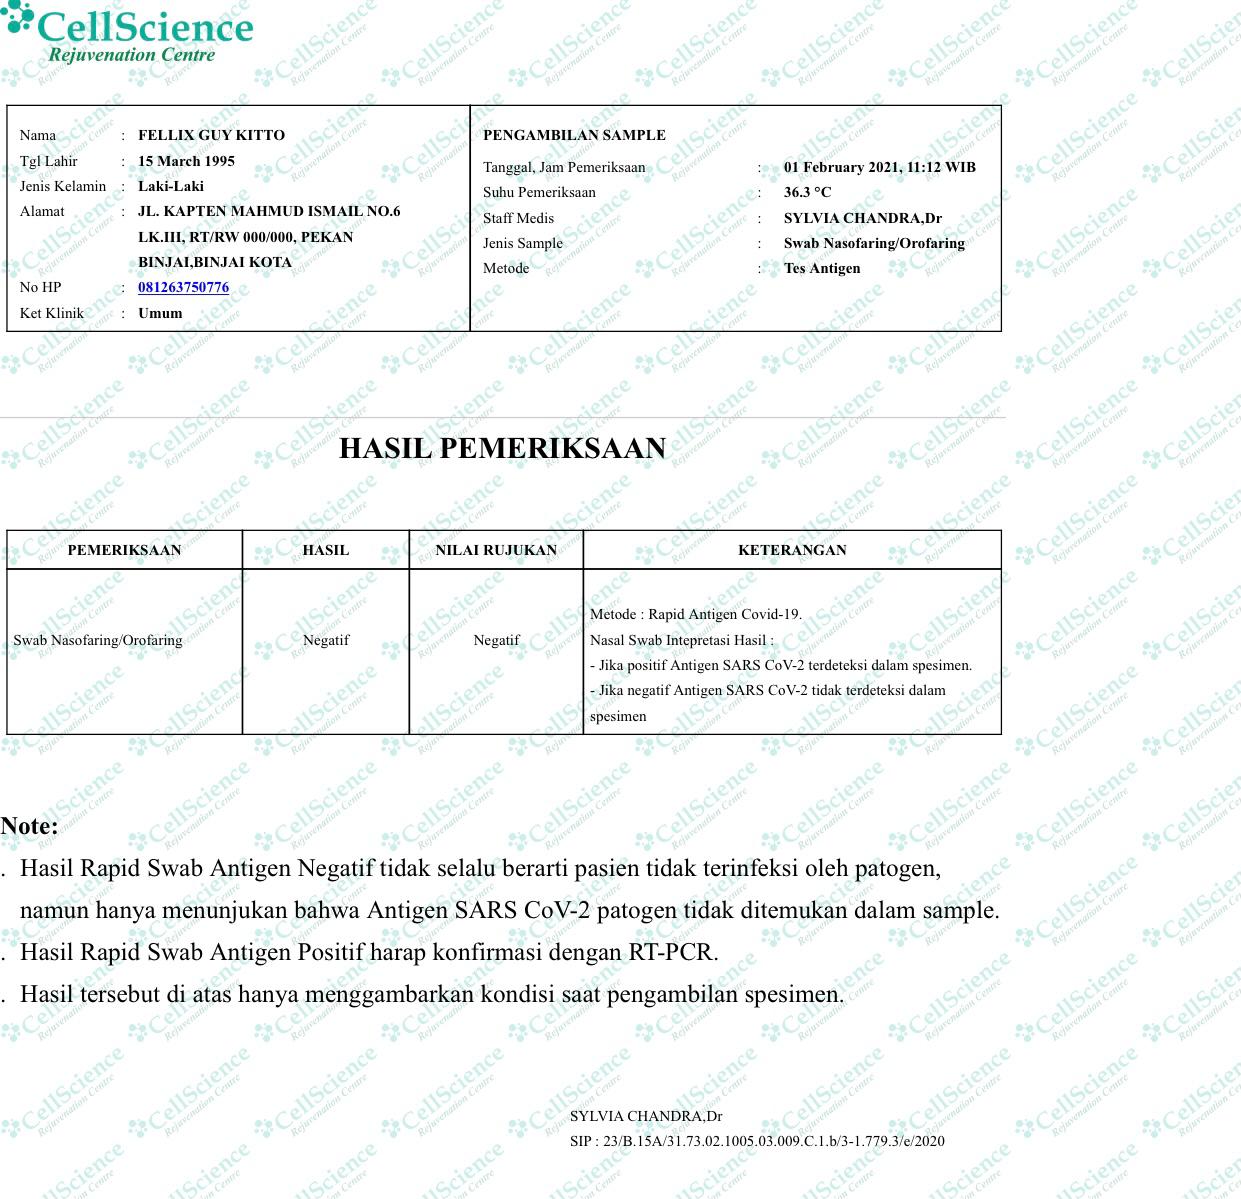 CellScience
Rejuvenation Centre
Nama : FELLIX GUY KITTO
Tgl Lahir : 15 March 1995
Jenis Kelamin : Laki-Laki
Alamat : JL. KAPTEN MAHMUD ISMAIL NO.6
LK.III, RT/RW 000/000, PEKAN
BINJAI,BINJAI KOTA
No HP : 081263750776
Ket Klinik : Umum
PENGAMBILAN SAMPLE
Tanggal, Jam Pemeriksaan : 01 February 2021, 11:12 WIB
Suhu Pemeriksaan : 36.3 °C
Staff Medis : SYLVIA CHANDRA,Dr
Jenis Sample : Swab Nasofaring/Orofaring
Metode : Tes Antigen
HASIL PEMERIKSAAN
PEMERIKSAAN HASIL NILAI RUJUKAN KETERANGAN
Swab Nasofaring/Orofaring Negatif Negatif
Metode : Rapid Antigen Covid-19.
Nasal Swab Intepretasi Hasil :
- Jika positif Antigen SARS CoV-2 terdeteksi dalam spesimen.
- Jika negatif Antigen SARS CoV-2 tidak terdeteksi dalam
spesimen
Note:
. Hasil Rapid Swab Antigen Negatif tidak selalu berarti pasien tidak terinfeksi oleh patogen,
namun hanya menunjukan bahwa Antigen SARS CoV-2 patogen tidak ditemukan dalam sample.
. Hasil Rapid Swab Antigen Positif harap konfirmasi dengan RT-PCR.
. Hasil tersebut di atas hanya menggambarkan kondisi saat pengambilan spesimen.
SYLVIA CHANDRA,Dr
SIP : 23/B.15A/31.73.02.1005.03.009.C.1.b/3-1.779.3/e/2020